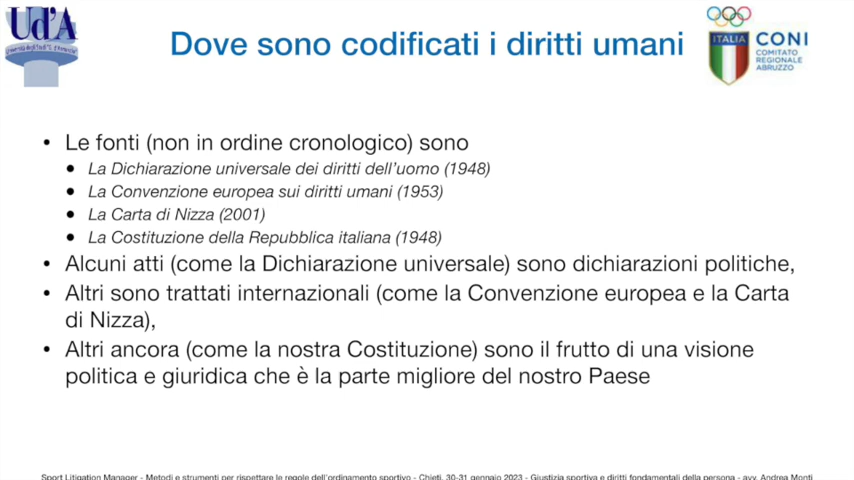 Ud'A
Dove sono codificati i diritti umani
ITALIA
CONI
COMITATO
REGIONALE
ABRUZZO
• Le fonti (non in ordine cronologico) sono
• La Dichiarazione universale dei diritti dell'uomo (1948)
• La Convenzione europea sui diritti umani (1953)
• La Carta di Nizza (2001)
• La Costituzione della Repubblica italiana (1948)
• Alcuni atti (come la Dichiarazione universale) sono dichiarazioni politiche,
• Altri sono trattati internazionali (come la Convenzione europea e la Carta
di Nizza),
• Altri ancora (come la nostra Costituzione) sono il frutto di una visione
politica e giuridica che è la parte migliore del nostro Paese
Sport Litigation Manager - Metodi e strumenti per rispettare le regole dell'ordinamento sportivo - Chieti, 30-31 gennaio 2023 - Giustizia sportiva e diritti fondamentali della persona - avv. Andrea Monti